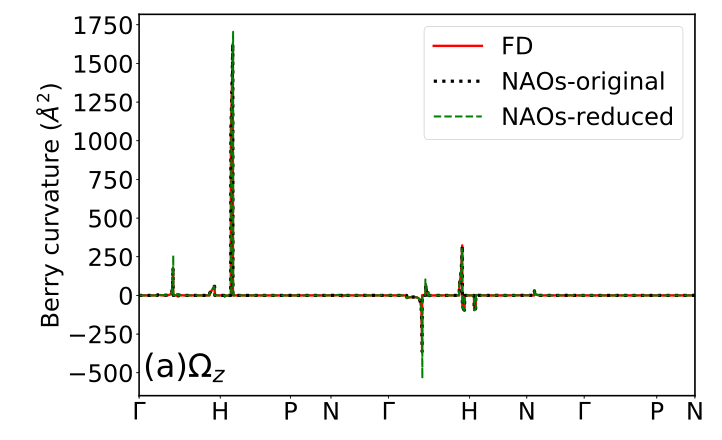 1750
1500
1250
1000
750
500
250
0
−250
−500
Berry curvature (Å²)
FD
NAOs-original
NAOs-reduced
(a)Ω_z
Γ H P N Γ H N Γ P N